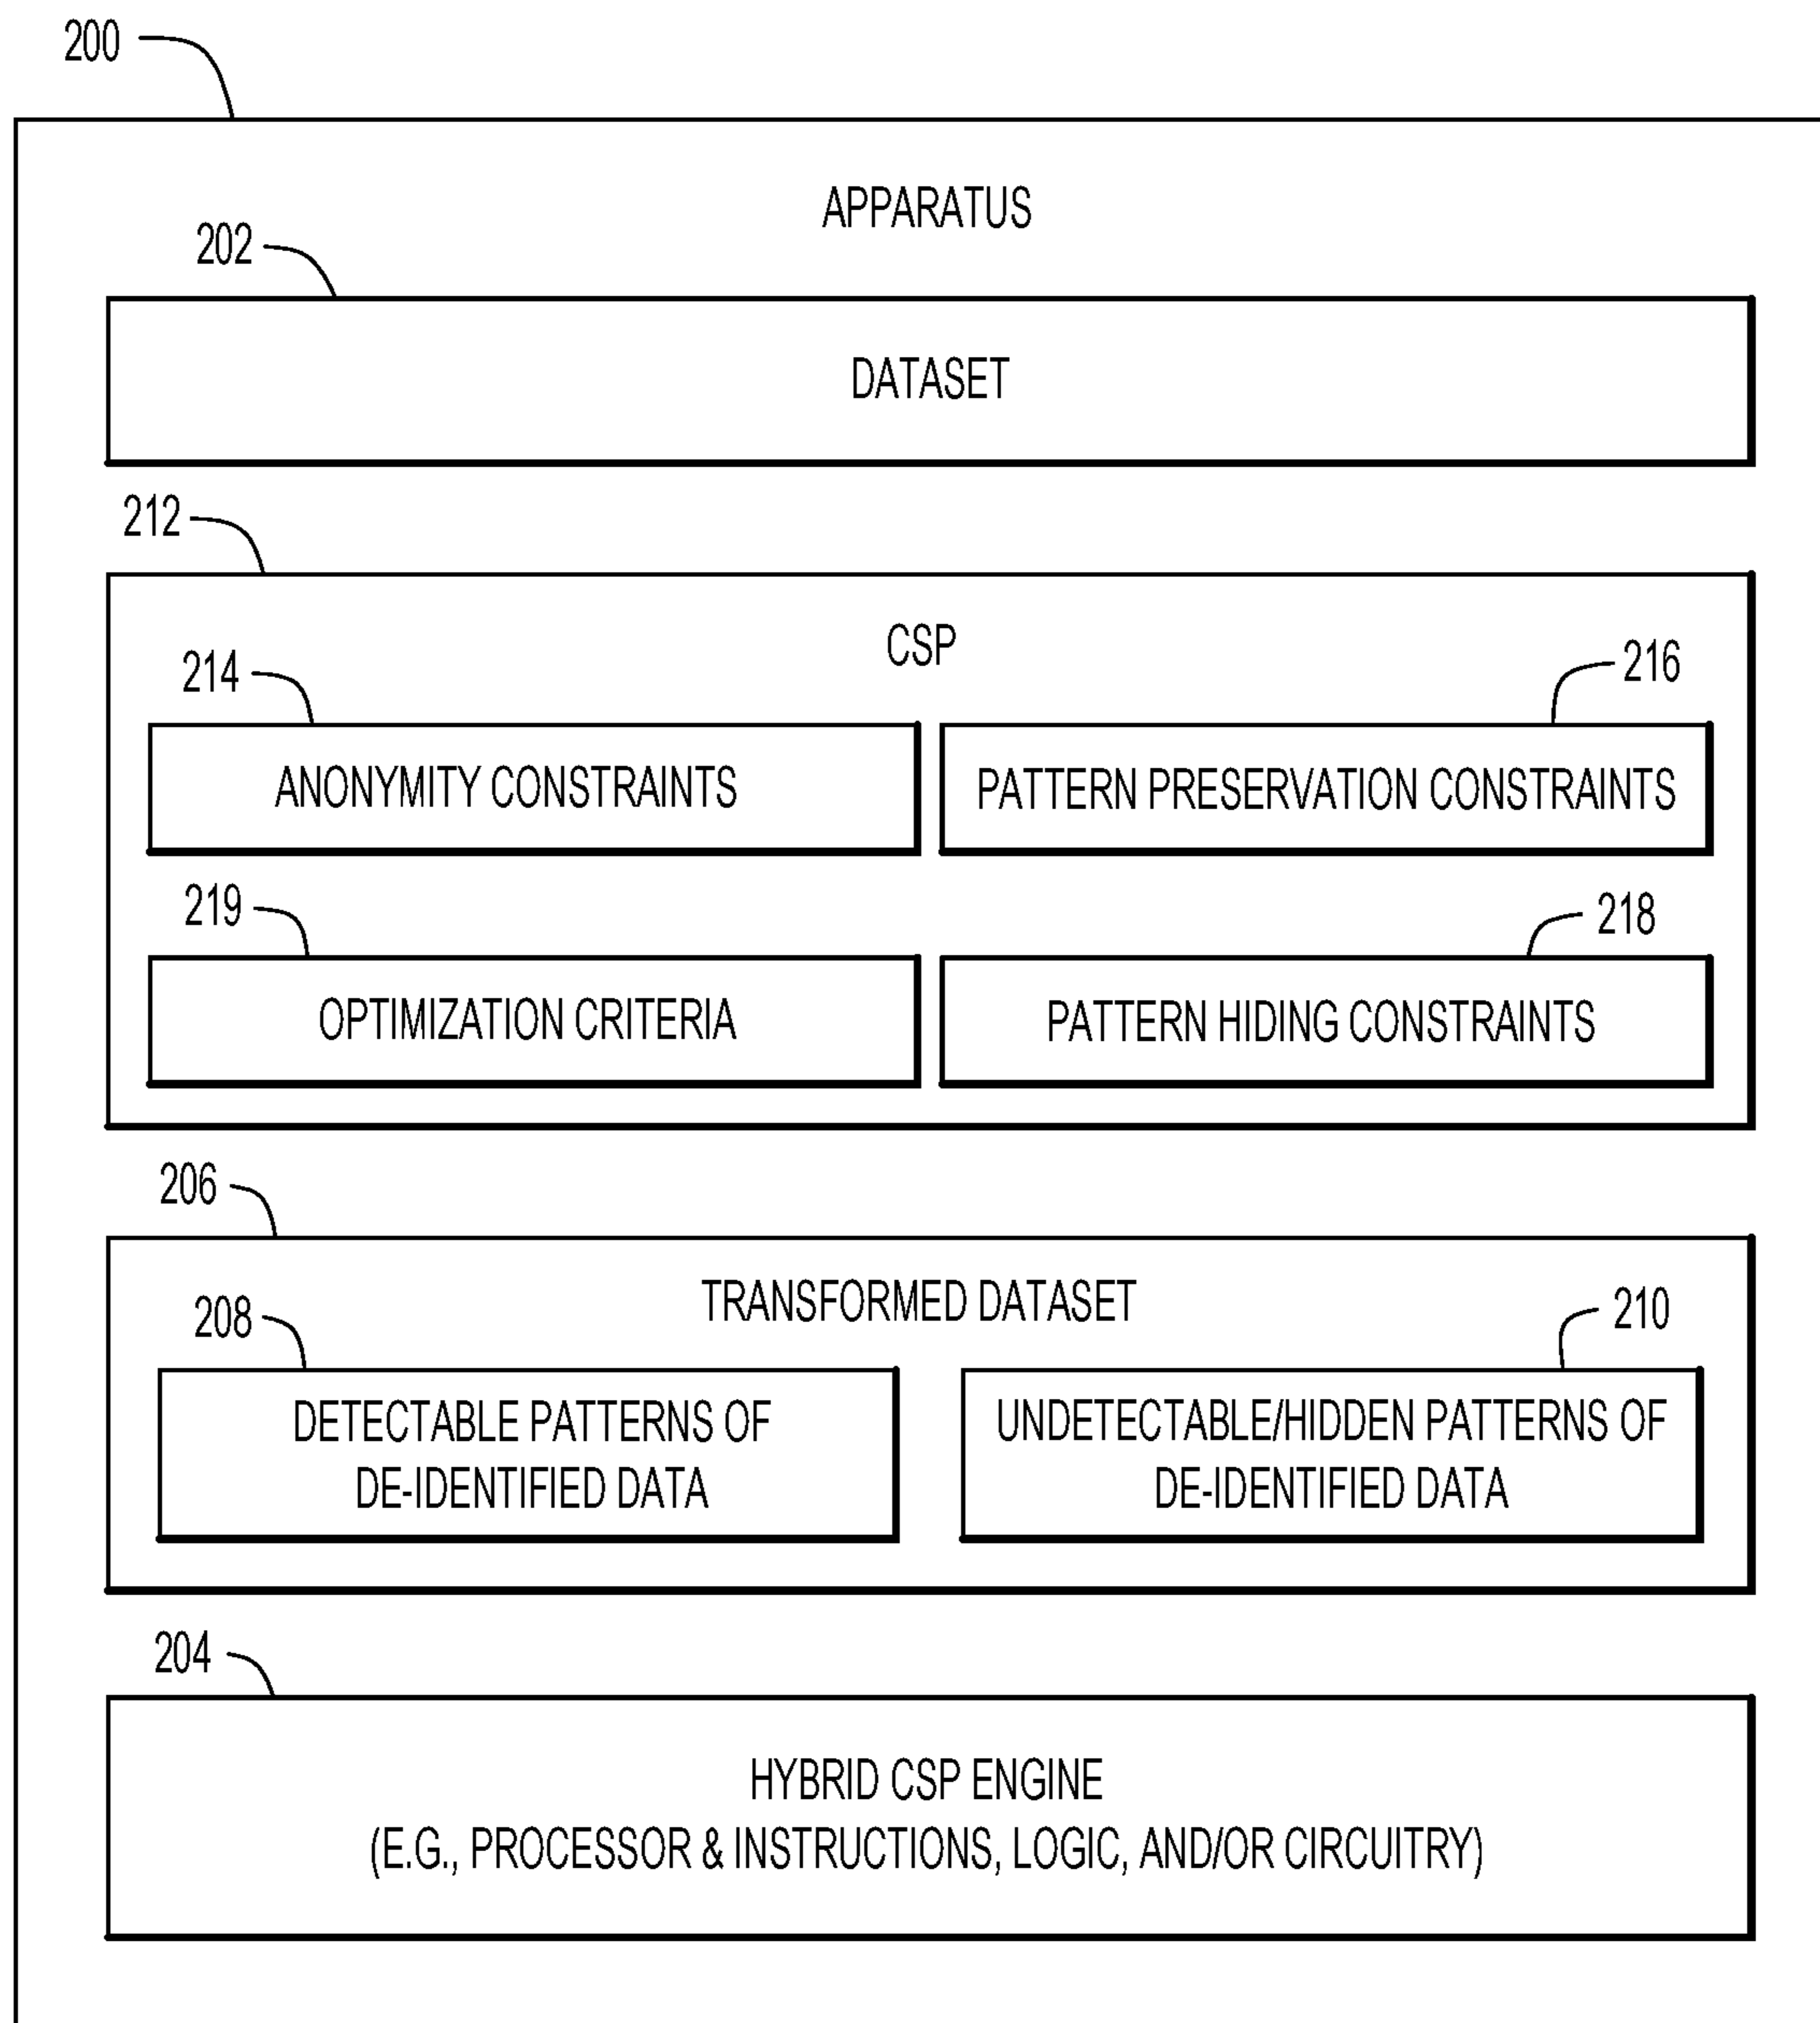 200
APPARATUS
202
DATASET
212
CSP
214
216
ANONYMITY CONSTRAINTS
PATTERN PRESERVATION CONSTRAINTS
219
218
OPTIMIZATION CRITERIA
PATTERN HIDING CONSTRAINTS
206
TRANSFORMED DATASET
208
210
DETECTABLE PATTERNS OF
DE-IDENTIFIED DATA
UNDETECTABLE/HIDDEN PATTERNS OF
DE-IDENTIFIED DATA
204
HYBRID CSP ENGINE
(E.G., PROCESSOR & INSTRUCTIONS, LOGIC, AND/OR CIRCUITRY)